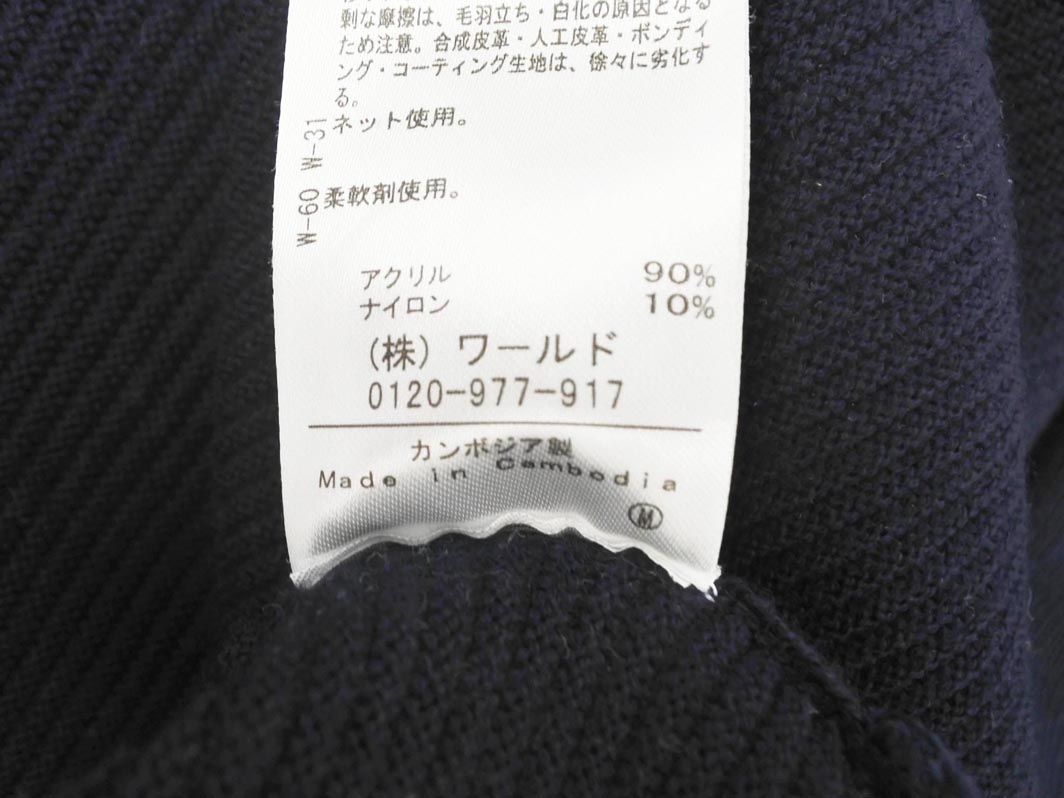 剰な摩擦は、毛羽立ち・白化の原因となる
ため注意。合成皮革・人工皮革・ボンディ
ング・コーティング生地は、徐々に劣化す
る。
ネット使用。
W-31
柔軟剤使用。
W-60
アクリル 90%
ナイロン 10%
(株) ワールド
0120-977-917
カンボジア製
Made in Cambodia
M